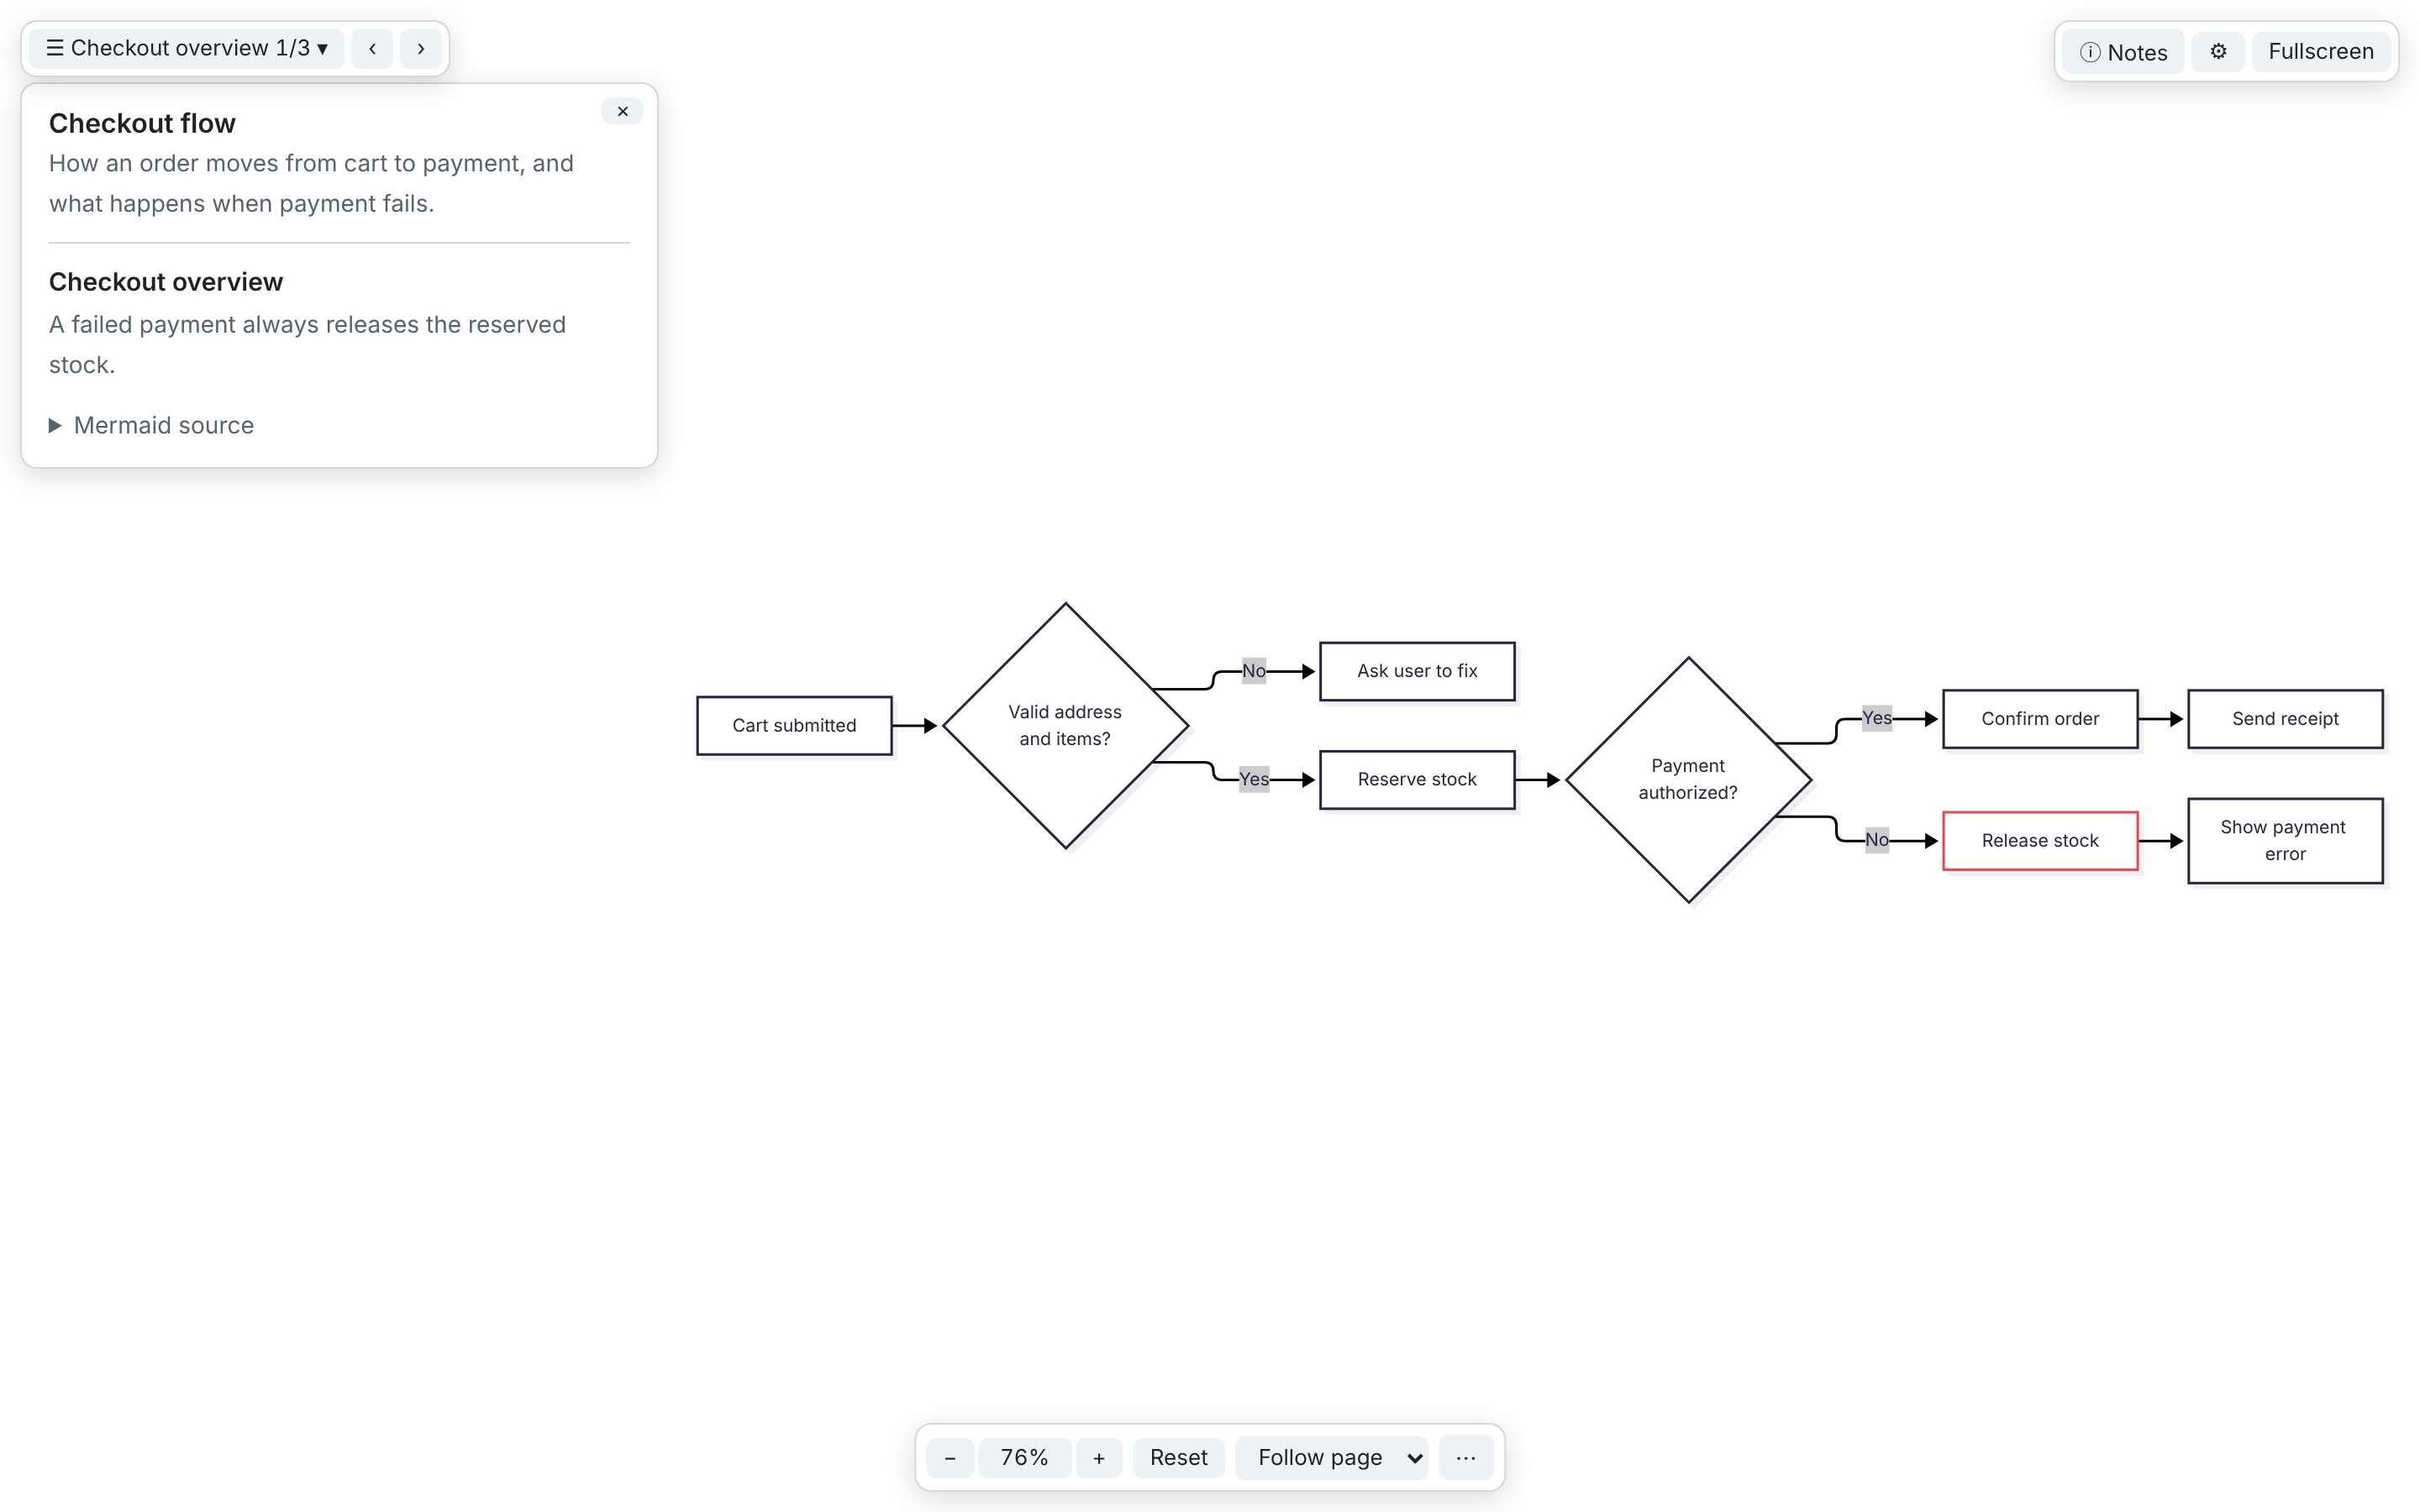 ☰ Checkout overview 1/3 ▾ ‹ ›
ⓘ Notes ⚙ Fullscreen
Checkout flow ×
How an order moves from cart to payment, and
what happens when payment fails.
Checkout overview
A failed payment always releases the reserved
stock.
▶ Mermaid source
Cart submitted
Valid address
and items?
No
Ask user to fix
Yes
Reserve stock
Payment
authorized?
Yes
Confirm order
Send receipt
No
Release stock
Show payment
error
− 76% + Reset Follow page ⋯